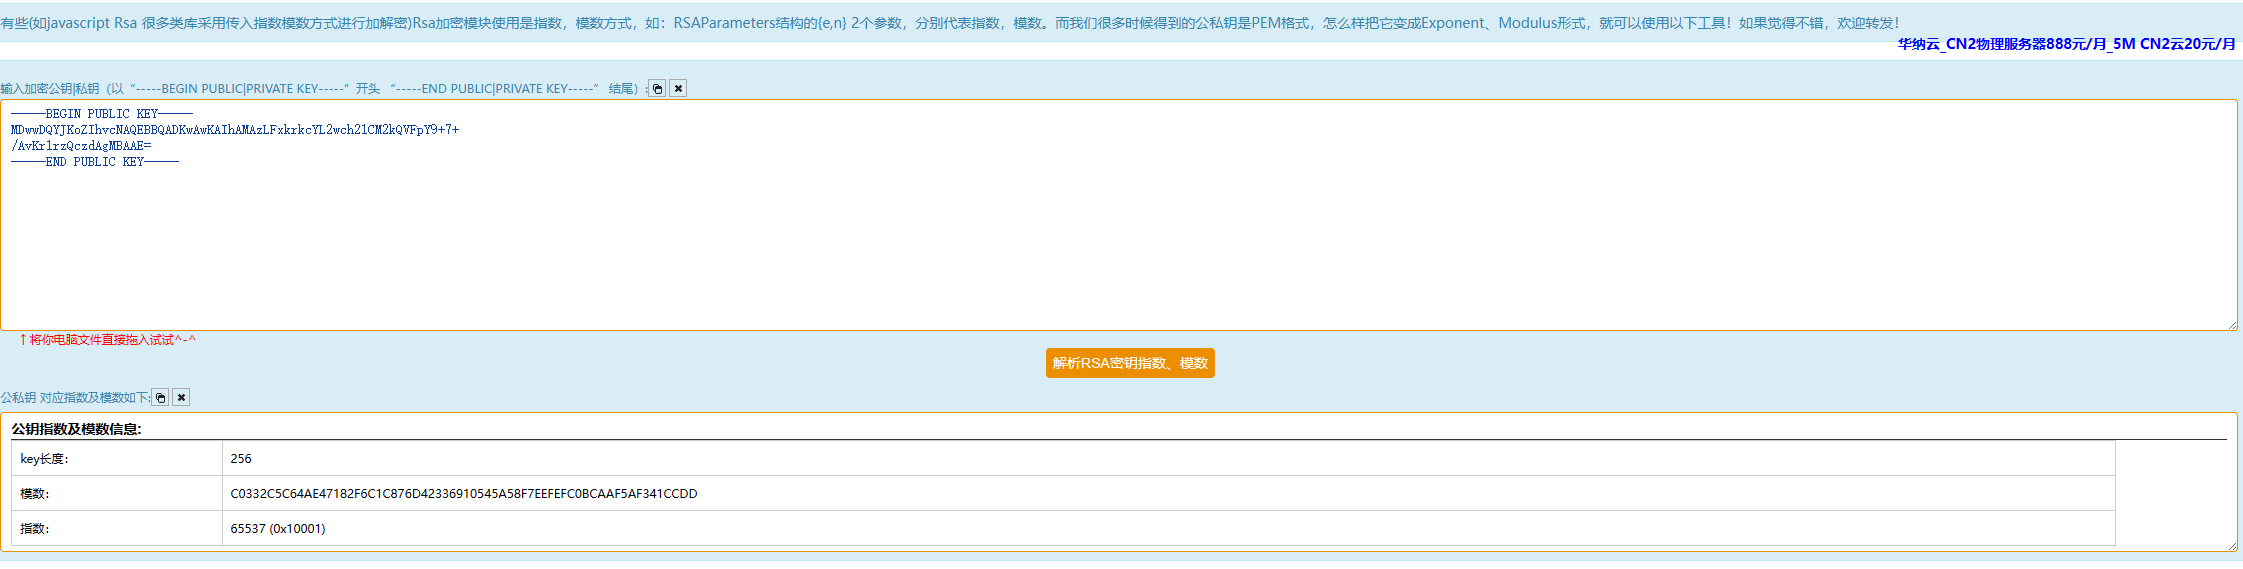 有些(如javascript Rsa 很多类库采用传入指数模数方式进行加解密)Rsa加密模块使用是指数，模数方式，如：RSAParameters结构的{e,n} 2个参数，分别代表指数，模数。而我们很多时候得到的公私钥是PEM格式，怎么样把它变成Exponent、Modulus形式，就可以使用以下工具！如果觉得不错，欢迎转发！
华纳云_CN2物理服务器888元/月_5M CN2云20元/月
输入加密公钥|私钥（以“-----BEGIN PUBLIC|PRIVATE KEY-----”开头 “-----END PUBLIC|PRIVATE KEY-----” 结尾）:
-----BEGIN PUBLIC KEY-----
MDwwDQYJKoZIhvcNAQEBBQADKwAwKAIhAMAzLFxkrkcYL2wch21CM2kQVFpY9+7+
/AvKr1rzQczdAgMBAAE=
-----END PUBLIC KEY-----
↑将你电脑文件直接拖入试试^-^
解析RSA密钥指数、模数
公私钥 对应指数及模数如下:
公钥指数及模数信息:
key长度: 256
模数: C0332C5C64AE47182F6C1C876D42336910545A58F7EEFEFC0BCAAF5AF341CCDD
指数: 65537 (0x10001)